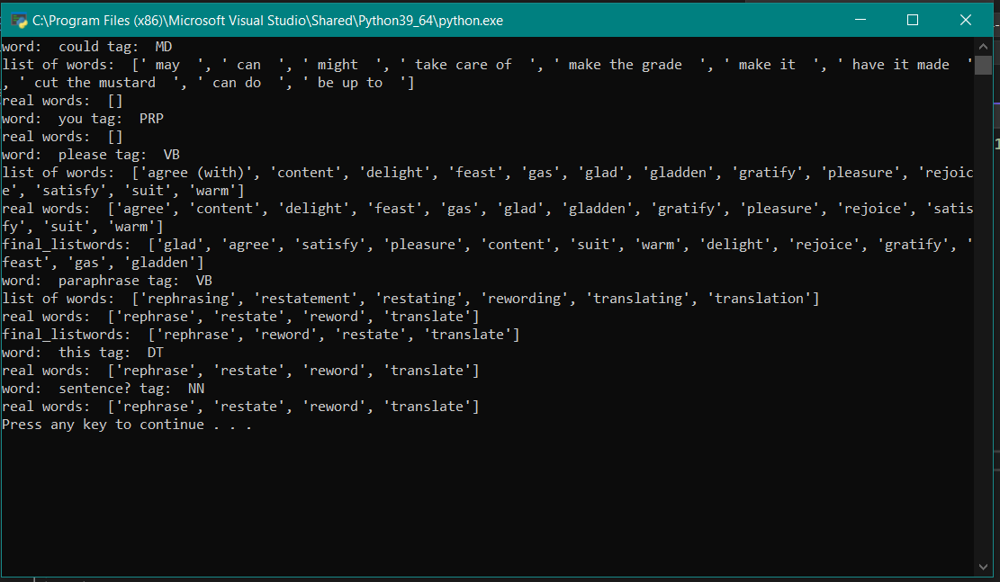 C:\Program Files (x86)\Microsoft Visual Studio\Shared\Python39_64\python.exe
word:  could tag:  MD
list of words:  [' may  ', ' can  ', ' might  ', ' take care of  ', ' make the grade  ', ' make it  ', ' have it made  '
, ' cut the mustard  ', ' can do  ', ' be up to  ']
real words:  []
word:  you tag:  PRP
real words:  []
word:  please tag:  VB
list of words:  ['agree (with)', 'content', 'delight', 'feast', 'gas', 'glad', 'gladden', 'gratify', 'pleasure', 'rejoic
e', 'satisfy', 'suit', 'warm']
real words:  ['agree', 'content', 'delight', 'feast', 'gas', 'glad', 'gladden', 'gratify', 'pleasure', 'rejoice', 'satis
fy', 'suit', 'warm']
final_listwords:  ['glad', 'agree', 'satisfy', 'pleasure', 'content', 'suit', 'warm', 'delight', 'rejoice', 'gratify', '
feast', 'gas', 'gladden']
word:  paraphrase tag:  VB
list of words:  ['rephrasing', 'restatement', 'restating', 'rewording', 'translating', 'translation']
real words:  ['rephrase', 'restate', 'reword', 'translate']
final_listwords:  ['rephrase', 'reword', 'restate', 'translate']
word:  this tag:  DT
real words:  ['rephrase', 'restate', 'reword', 'translate']
word:  sentence? tag:  NN
real words:  ['rephrase', 'restate', 'reword', 'translate']
Press any key to continue . . .